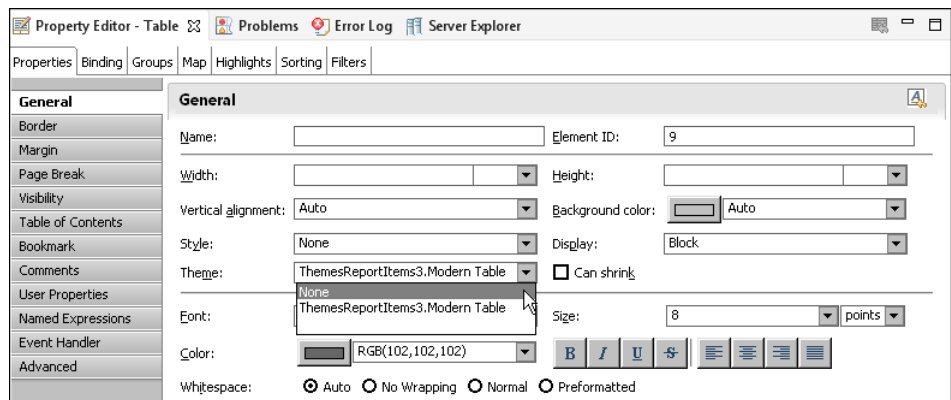 Property Editor - Table Problems Error Log Server Explorer
Properties Binding Groups Map Highlights Sorting Filters
General
Border
Margin
Page Break
Visibility
Table of Contents
Bookmark
Comments
User Properties
Named Expressions
Event Handler
Advanced
General
Name: Element ID: 9
Width: Height:
Vertical alignment: Auto Background color: Auto
Style: None Display: Block
Theme: ThemesReportItems3.Modern Table Can shrink
None
ThemesReportItems3.Modern Table
Font: Size: 8 points
Color: RGB(102,102,102) B I U S
Whitespace: Auto No Wrapping Normal Preformatted